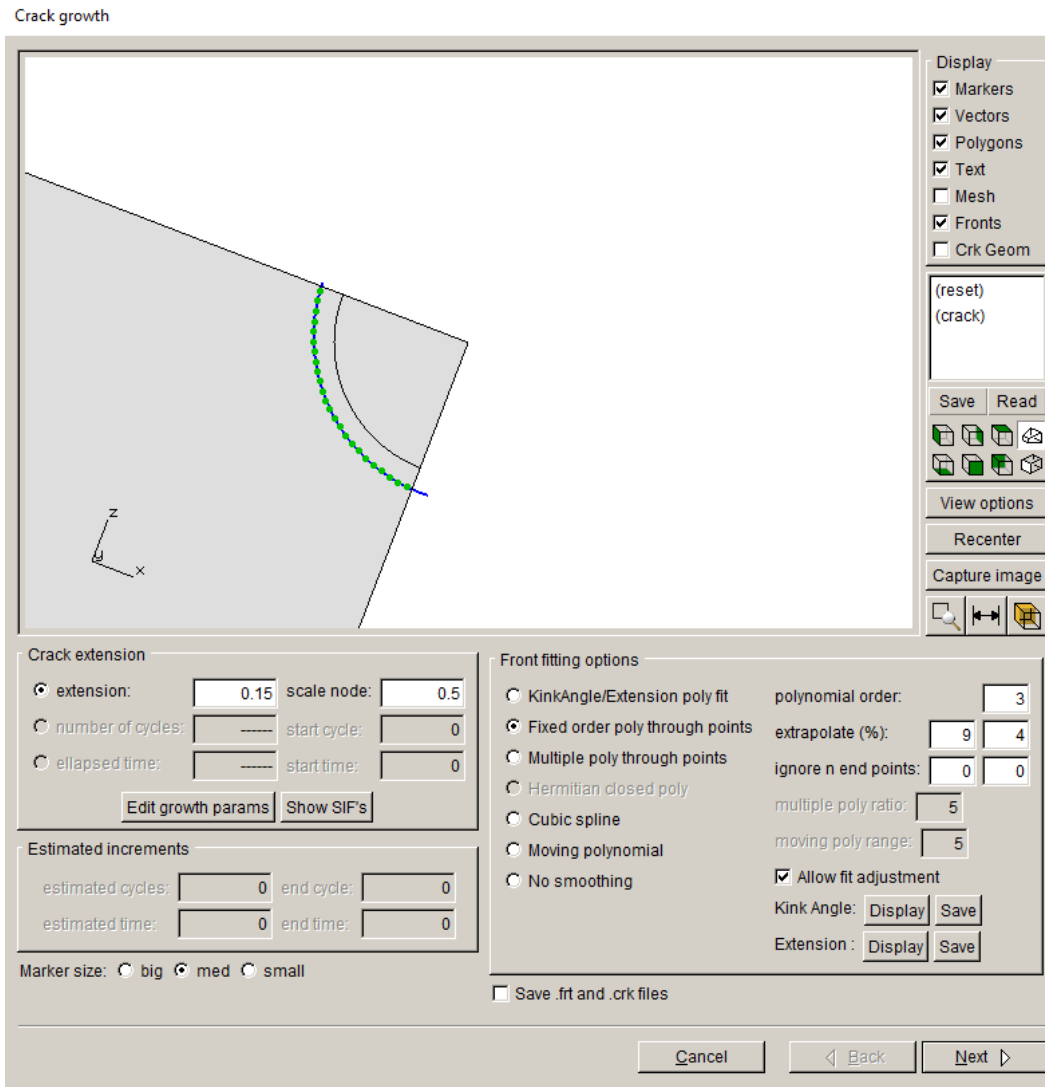 Crack growth
Display
Markers
Vectors
Polygons
Text
Mesh
Fronts
Crk Geom
(reset)
(crack)
Save Read
View options
Recenter
Capture image
z
y
x
Crack extension
extension: 0.15 scale node: 0.5
number of cycles: ------ start cycle: 0
ellapsed time: ------ start time: 0
Edit growth params Show SIF's
Estimated increments
estimated cycles: 0 end cycle: 0
estimated time: 0 end time: 0
Marker size: big med small
Front fitting options
KinkAngle/Extension poly fit
Fixed order poly through points
Multiple poly through points
Hermitian closed poly
Cubic spline
Moving polynomial
No smoothing
polynomial order: 3
extrapolate (%): 9 4
ignore n end points: 0 0
multiple poly ratio: 5
moving poly range: 5
Allow fit adjustment
Kink Angle: Display Save
Extension : Display Save
Save .frt and .crk files
Cancel Back Next